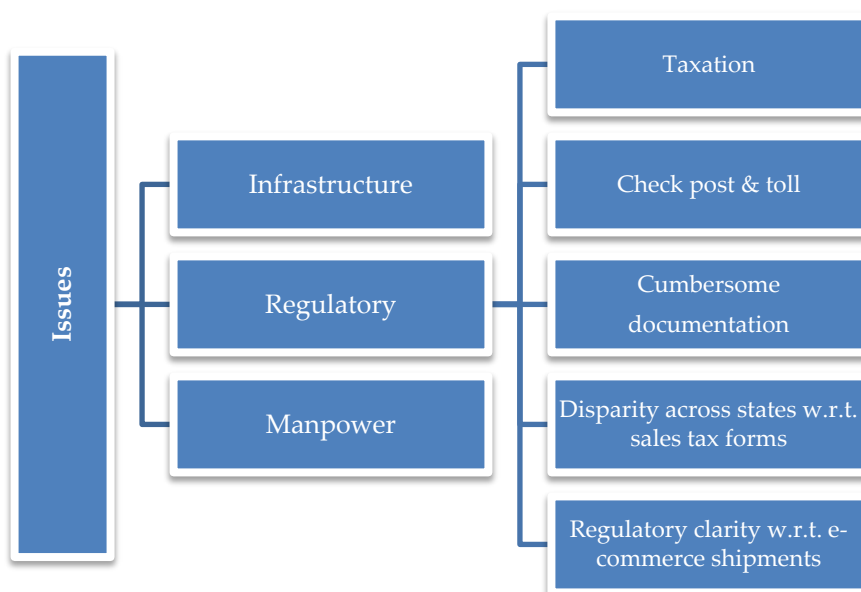 Issues
Infrastructure
Regulatory
Manpower
Taxation
Check post & toll
Cumbersome
documentation
Disparity across states w.r.t.
sales tax forms
Regulatory clarity w.r.t. e-
commerce shipments